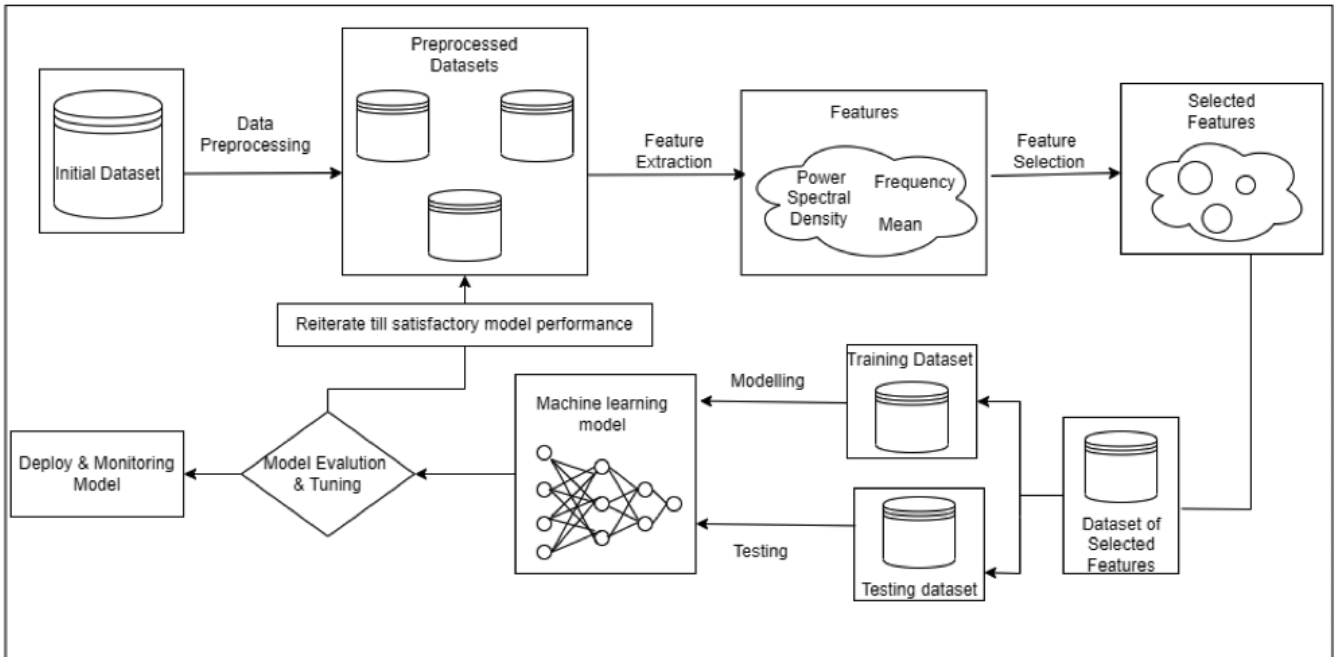 Initial Dataset
Data
Preprocessing
Preprocessed
Datasets
Feature
Extraction
Features
Power
Spectral
Density
Frequency
Mean
Feature
Selection
Selected
Features
Reiterate till satisfactory model performance
Deploy & Monitoring
Model
Model Evalution
& Tuning
Machine learning
model
Modelling
Testing
Training Dataset
Testing dataset
Dataset of
Selected
Features